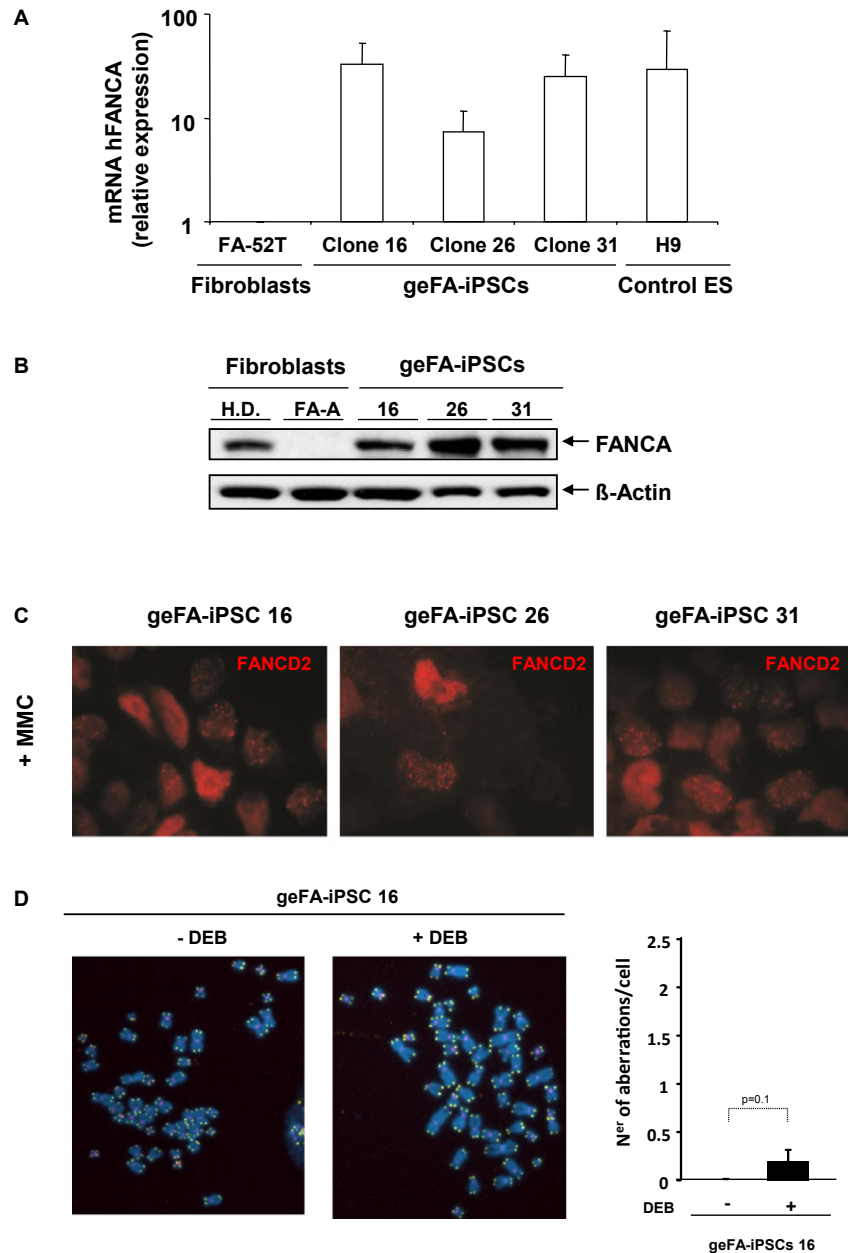 A
mRNA hFANCA
(relative expression)
100
10
1
FA-52T Clone 16 Clone 26 Clone 31 H9
Fibroblasts geFA-iPSCs Control ES
B
Fibroblasts geFA-iPSCs
H.D. FA-A 16 26 31
FANCA
ß-Actin
C
geFA-iPSC 16 geFA-iPSC 26 geFA-iPSC 31
+ MMC
FANCD2 FANCD2 FANCD2
D
geFA-iPSC 16
- DEB + DEB
Nᵉʳ of aberrations/cell
2.5
2
1.5
1
0.5
0
p=0.1
DEB - +
geFA-iPSCs 16